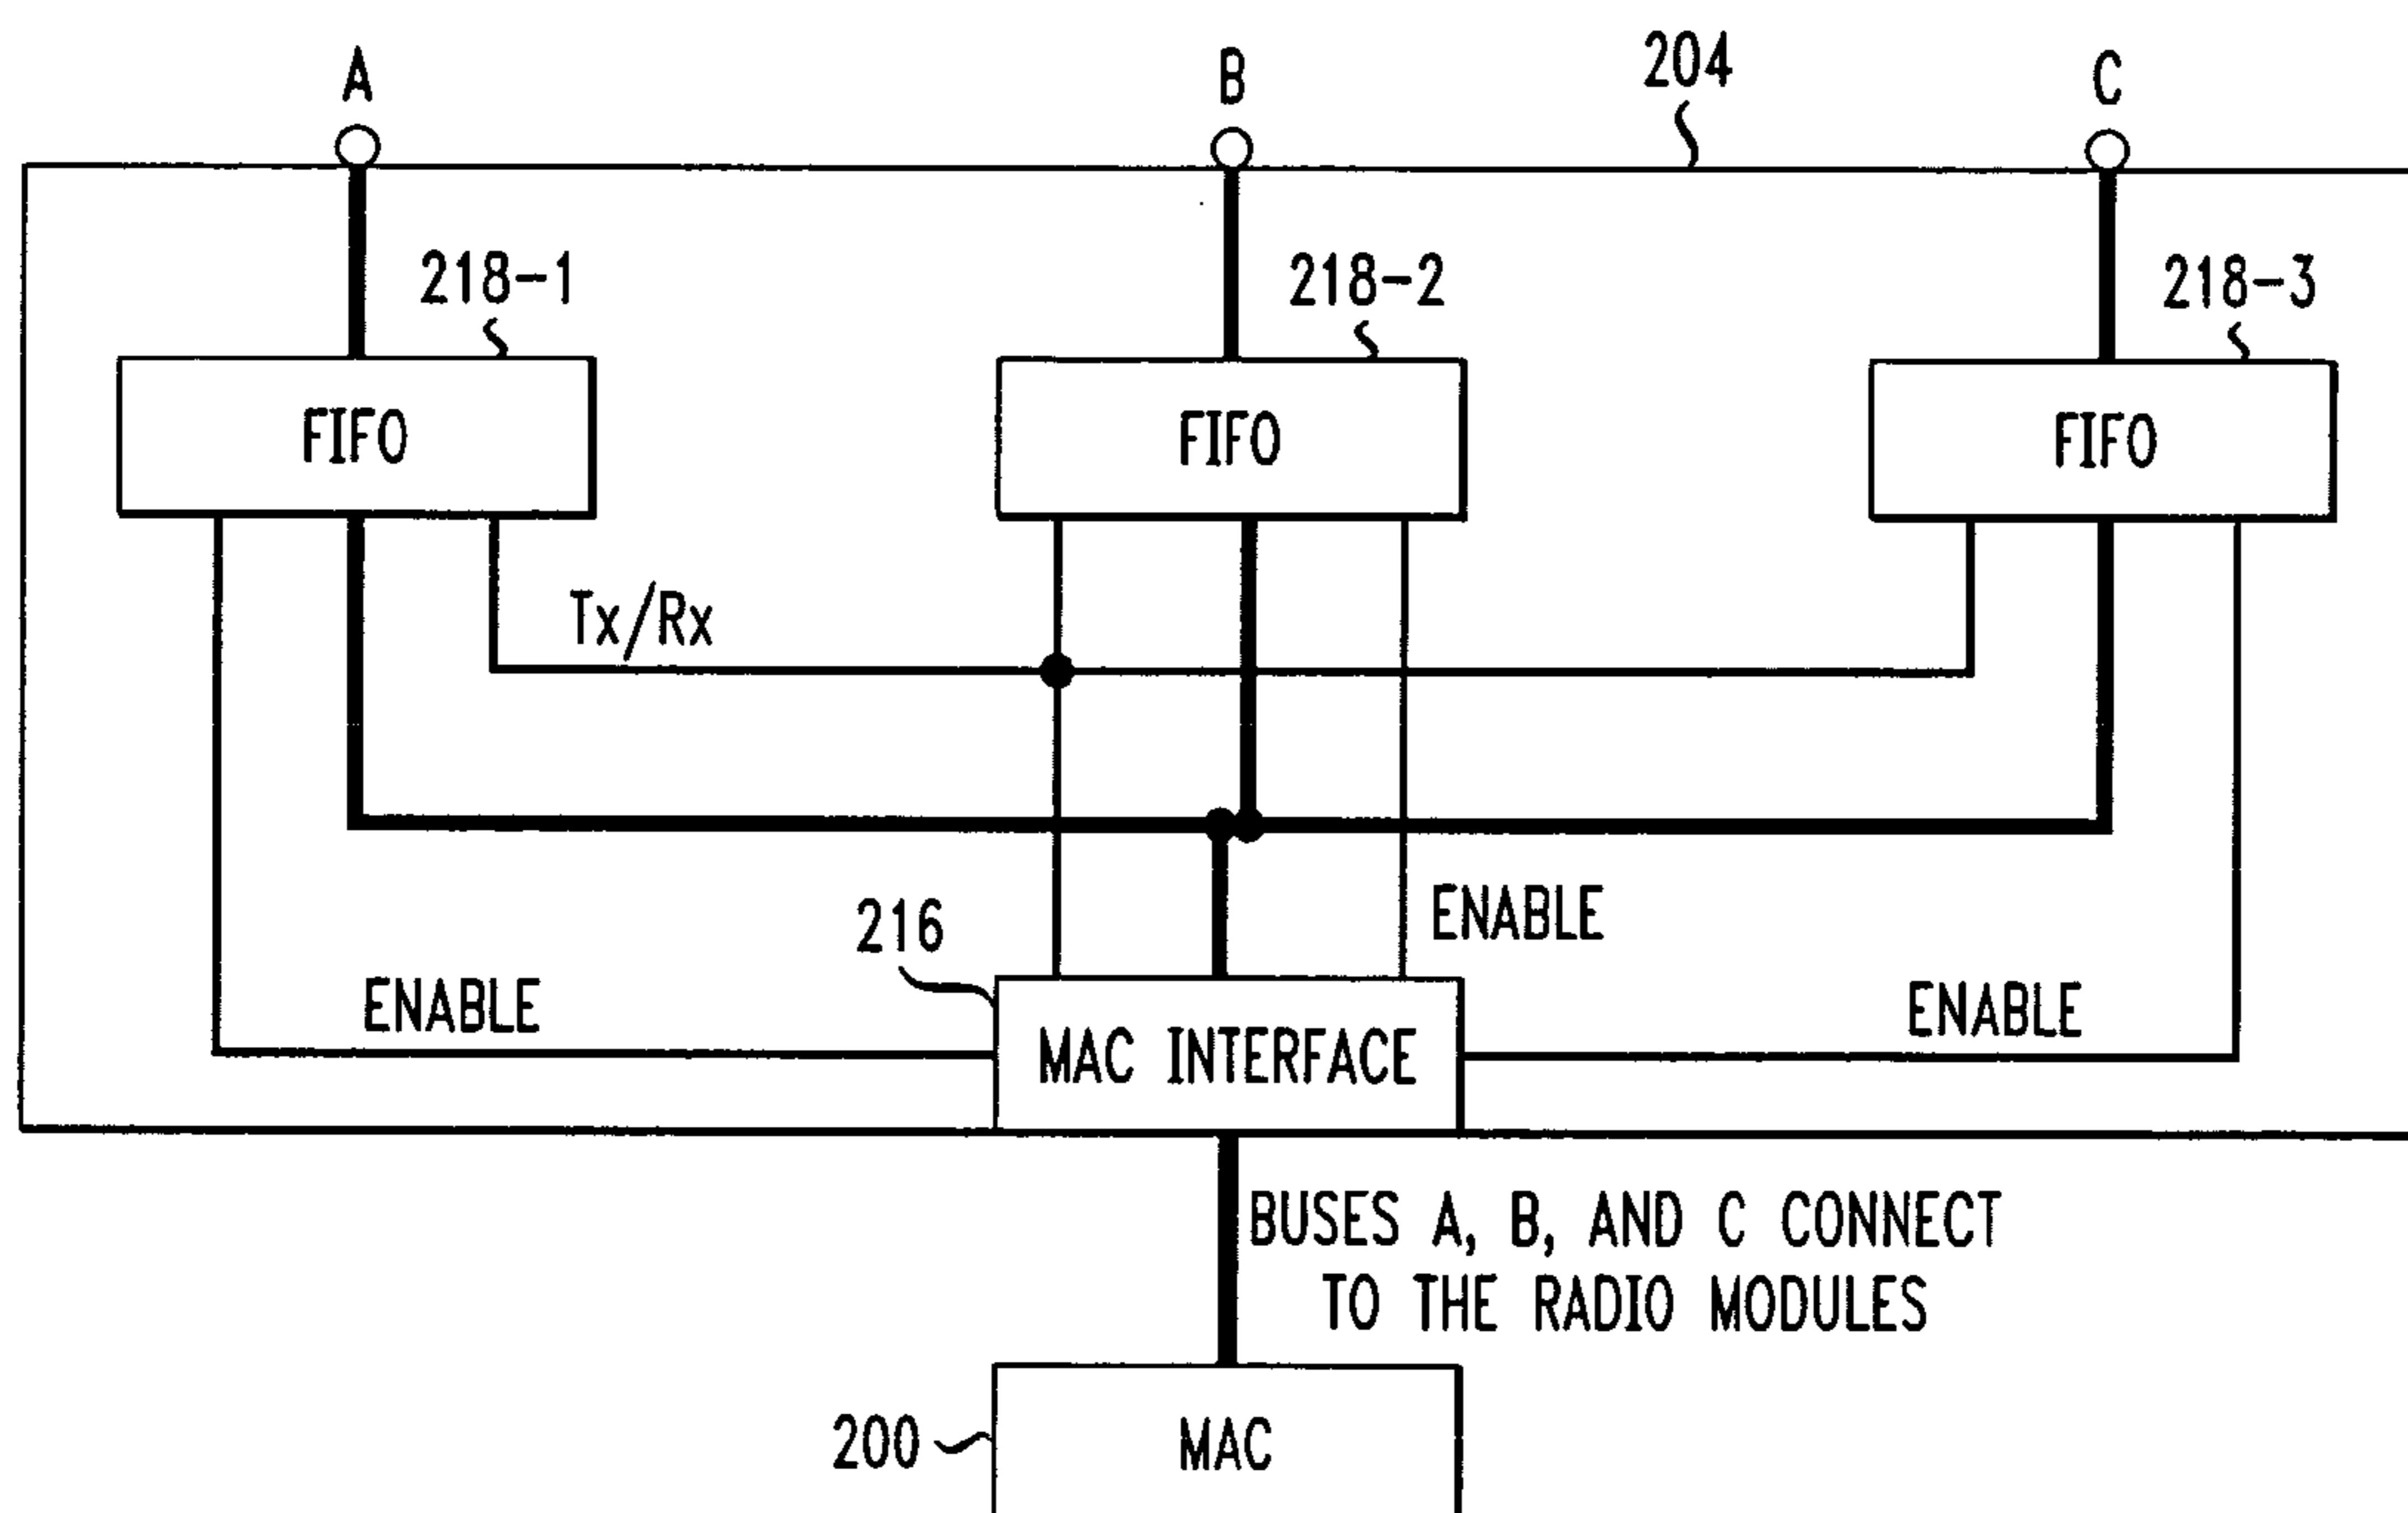 A
B
204
C
218-1
218-2
218-3
FIFO
FIFO
FIFO
Tx/Rx
216
ENABLE
ENABLE
ENABLE
MAC INTERFACE
BUSES A, B, AND C CONNECT
TO THE RADIO MODULES
200
MAC